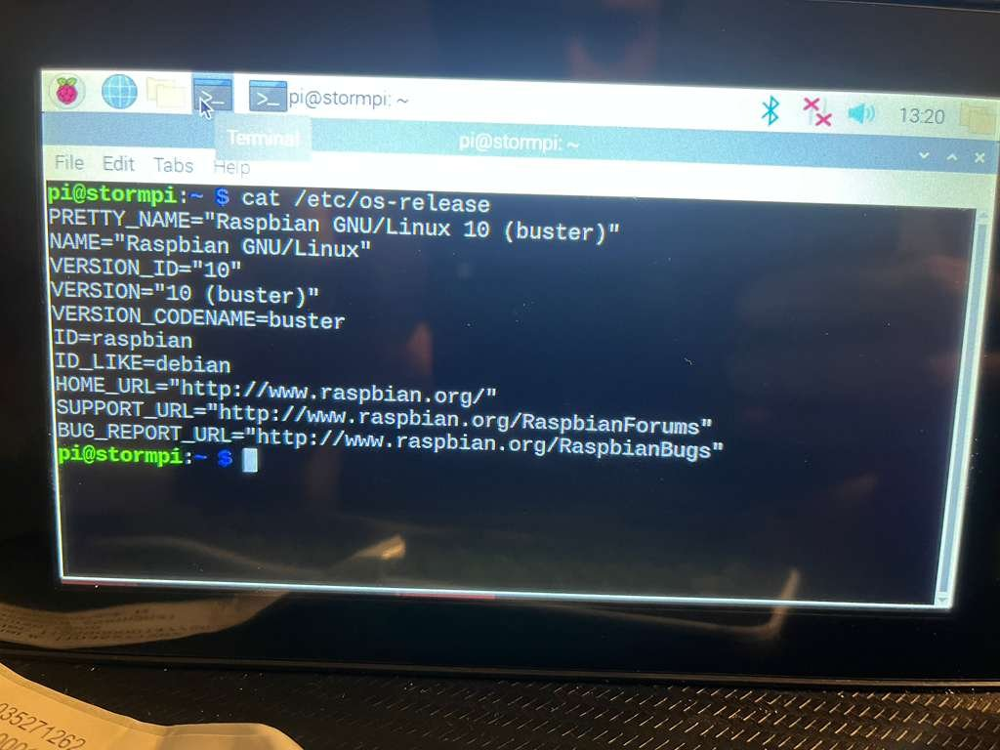 pi@stormpi: ~
13:20
Terminal
pi@stormpi: ~
File Edit Tabs Help
pi@stormpi:~ $ cat /etc/os-release
PRETTY_NAME="Raspbian GNU/Linux 10 (buster)"
NAME="Raspbian GNU/Linux"
VERSION_ID="10"
VERSION="10 (buster)"
VERSION_CODENAME=buster
ID=raspbian
ID_LIKE=debian
HOME_URL="http://www.raspbian.org/"
SUPPORT_URL="http://www.raspbian.org/RaspbianForums"
BUG_REPORT_URL="http://www.raspbian.org/RaspbianBugs"
pi@stormpi:~ $